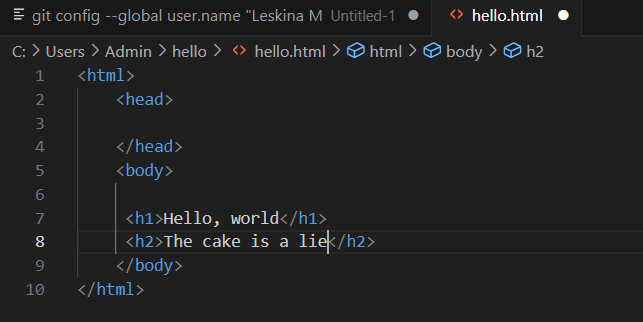 git config --global user.name "Leskina M Untitled-1 hello.html
C: > Users > Admin > hello > hello.html > html > body > h2
1 <html>
2 <head>
3
4 </head>
5 <body>
6
7 <h1>Hello, world</h1>
8 <h2>The cake is a lie</h2>
9 </body>
10 </html>